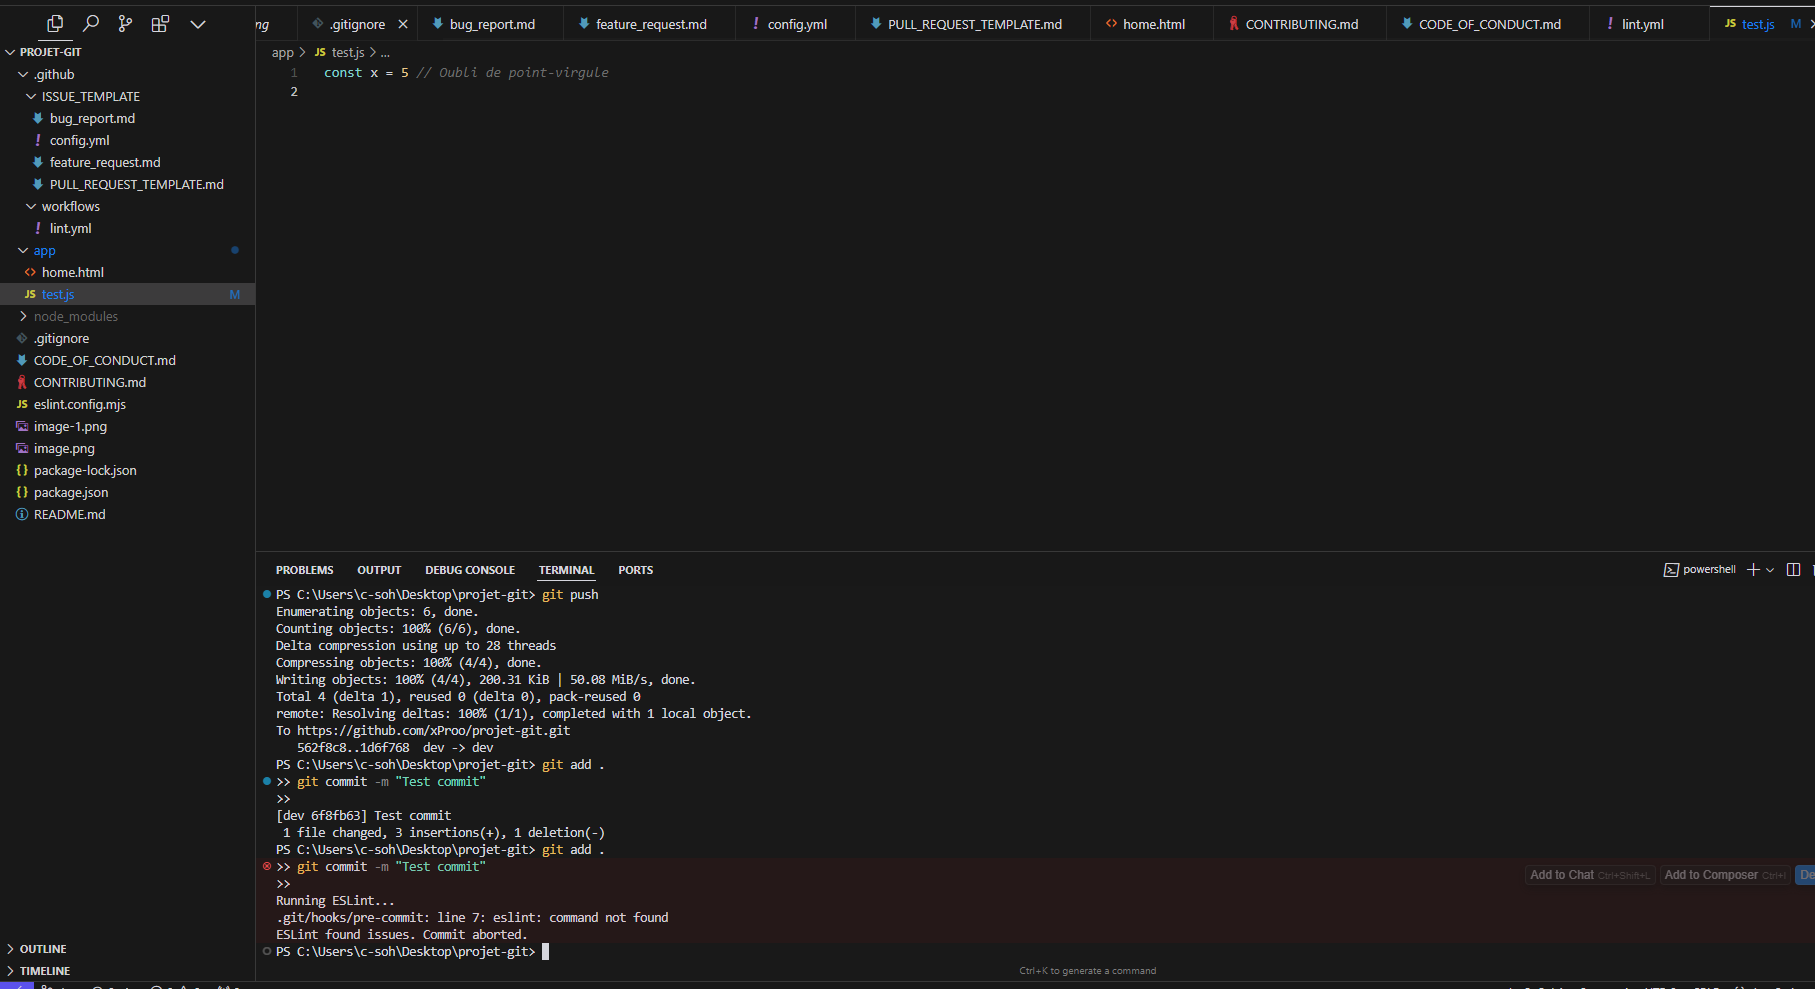 ng
.gitignore
bug_report.md
feature_request.md
! config.yml
PULL_REQUEST_TEMPLATE.md
<> home.html
CONTRIBUTING.md
CODE_OF_CONDUCT.md
! lint.yml
JS test.js M
PROJET-GIT
.github
ISSUE_TEMPLATE
bug_report.md
! config.yml
feature_request.md
PULL_REQUEST_TEMPLATE.md
workflows
! lint.yml
app
<> home.html
JS test.js M
node_modules
.gitignore
CODE_OF_CONDUCT.md
CONTRIBUTING.md
JS eslint.config.mjs
image-1.png
image.png
{} package-lock.json
{} package.json
README.md
OUTLINE
TIMELINE
app > JS test.js > ...
1 const x = 5 // Oubli de point-virgule
2
PROBLEMS OUTPUT DEBUG CONSOLE TERMINAL PORTS
powershell
PS C:\Users\c-soh\Desktop\projet-git> git push
Enumerating objects: 6, done.
Counting objects: 100% (6/6), done.
Delta compression using up to 28 threads
Compressing objects: 100% (4/4), done.
Writing objects: 100% (4/4), 200.31 KiB | 50.08 MiB/s, done.
Total 4 (delta 1), reused 0 (delta 0), pack-reused 0
remote: Resolving deltas: 100% (1/1), completed with 1 local object.
To https://github.com/xProo/projet-git.git
562f8c8..1d6f768 dev -> dev
PS C:\Users\c-soh\Desktop\projet-git> git add .
>> git commit -m "Test commit"
>>
[dev 6f8fb63] Test commit
1 file changed, 3 insertions(+), 1 deletion(-)
PS C:\Users\c-soh\Desktop\projet-git> git add .
>> git commit -m "Test commit"
>>
Add to Chat Ctrl+Shift+L
Add to Composer Ctrl+I
De
Running ESLint...
.git/hooks/pre-commit: line 7: eslint: command not found
ESLint found issues. Commit aborted.
PS C:\Users\c-soh\Desktop\projet-git>
Ctrl+K to generate a command